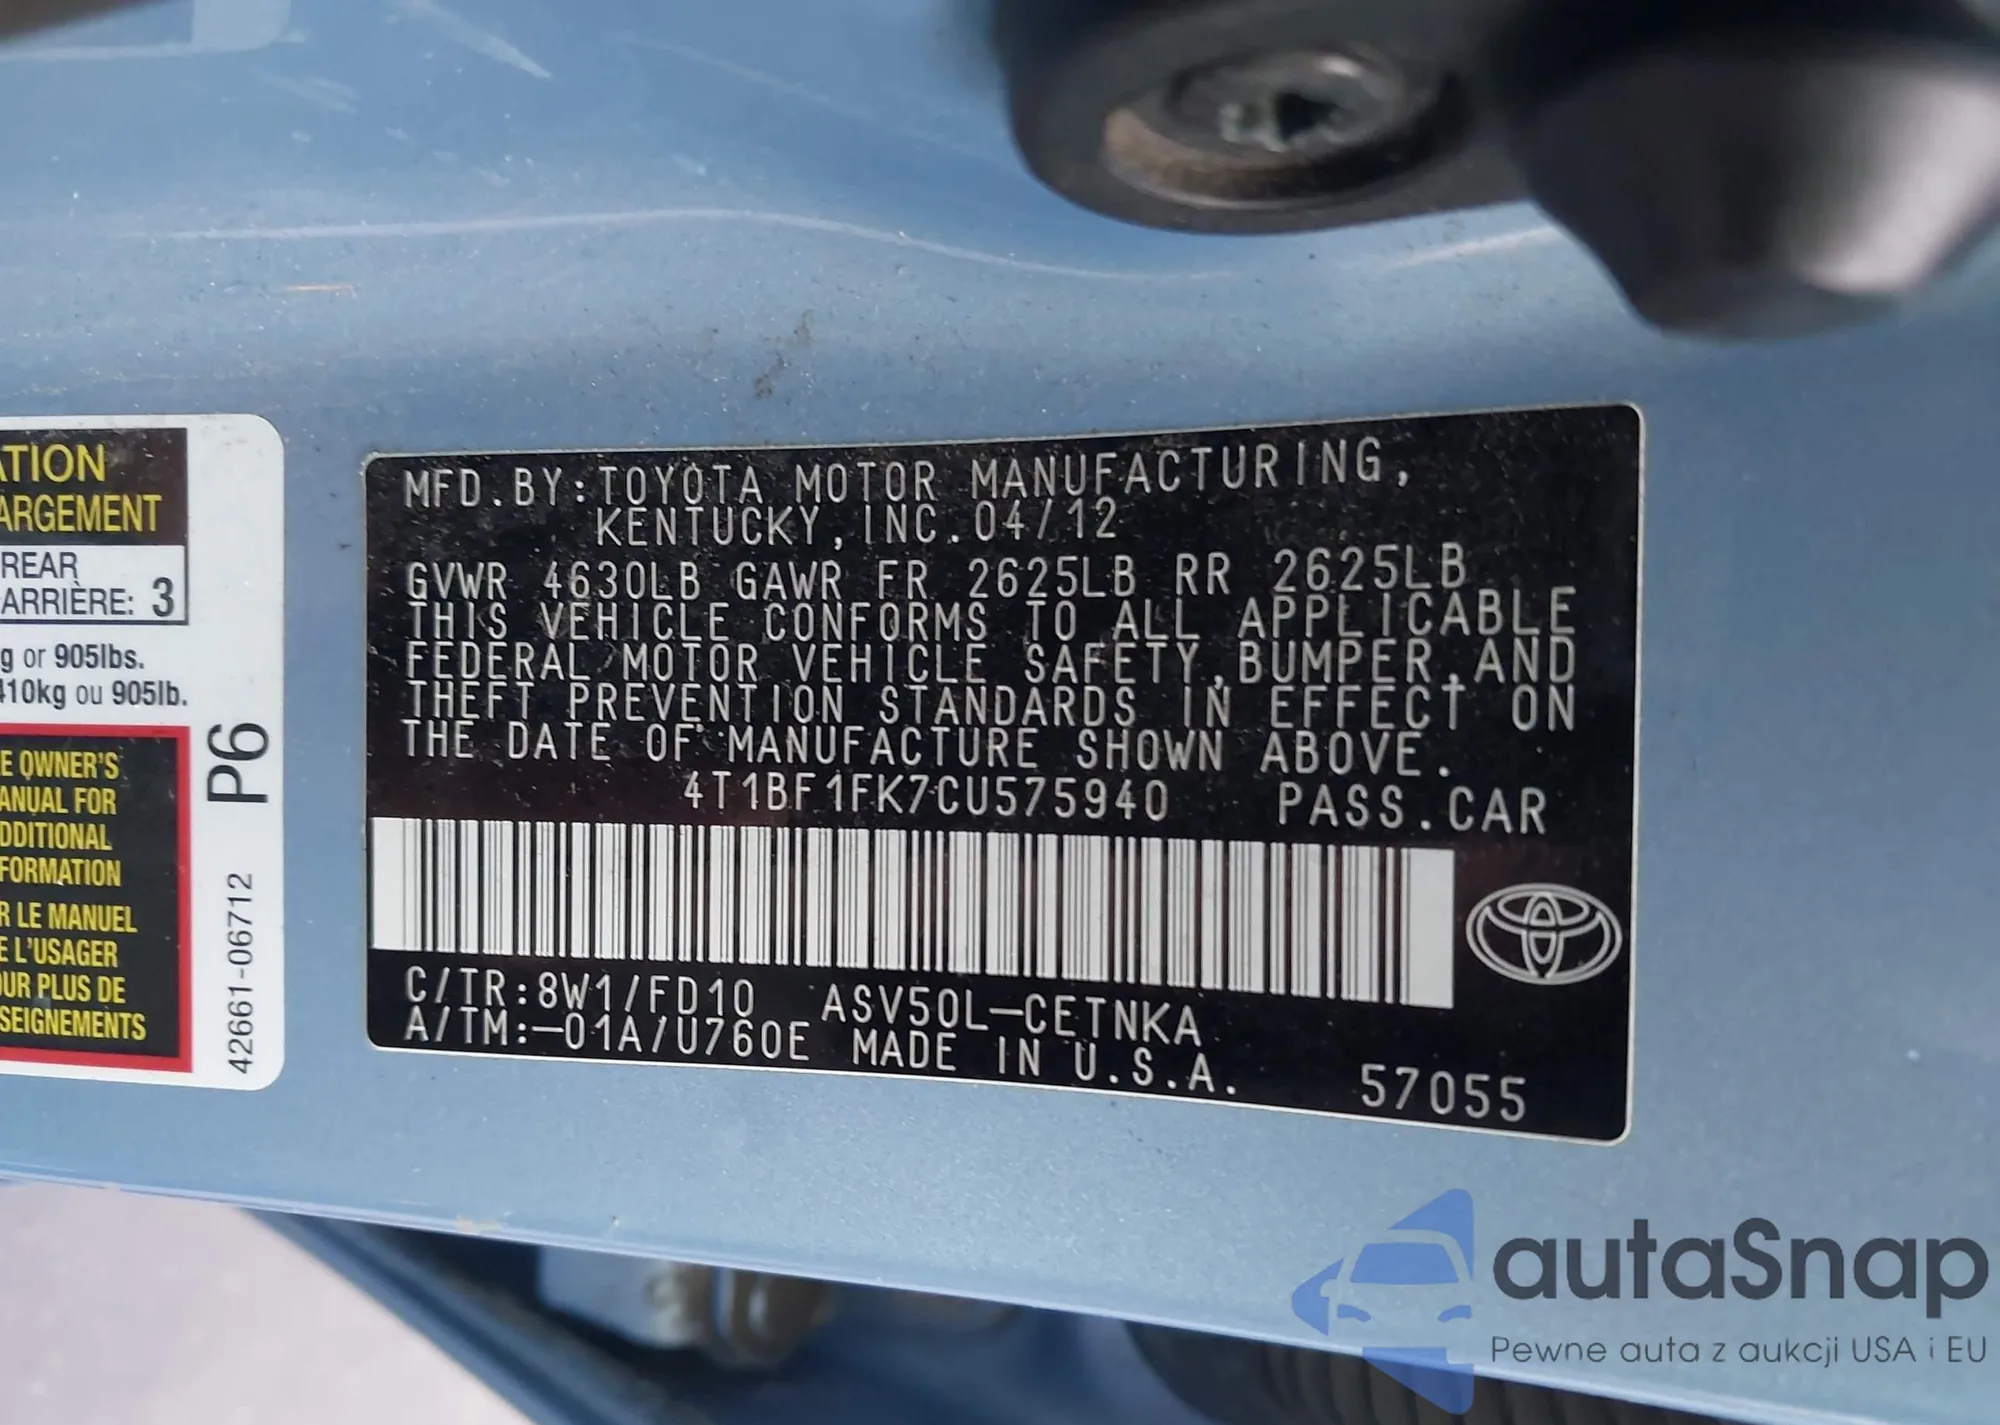 ATION
ARGEMENT
REAR
ARRIÈRE: 3
g or 905lbs.
410kg ou 905lb.
E OWNER'S
ANUAL FOR
DDITIONAL
FORMATION
R LE MANUEL
E L'USAGER
OUR PLUS DE
SEIGNEMENTS
P6
42661-06712
MFD.BY:TOYOTA MOTOR MANUFACTURING,
KENTUCKY,INC.04/12
GVWR 4630LB GAWR FR 2625LB RR 2625LB
THIS VEHICLE CONFORMS TO ALL APPLICABLE
FEDERAL MOTOR VEHICLE SAFETY,BUMPER,AND
THEFT PREVENTION STANDARDS IN EFFECT ON
THE DATE OF MANUFACTURE SHOWN ABOVE.
4T1BF1FK7CU575940 PASS.CAR
C/TR:8W1/FD10 ASV50L-CETNKA
A/TM:-01A/U760E MADE IN U.S.A.
57055
autaSnap
Pewne auta z aukcji USA i EU